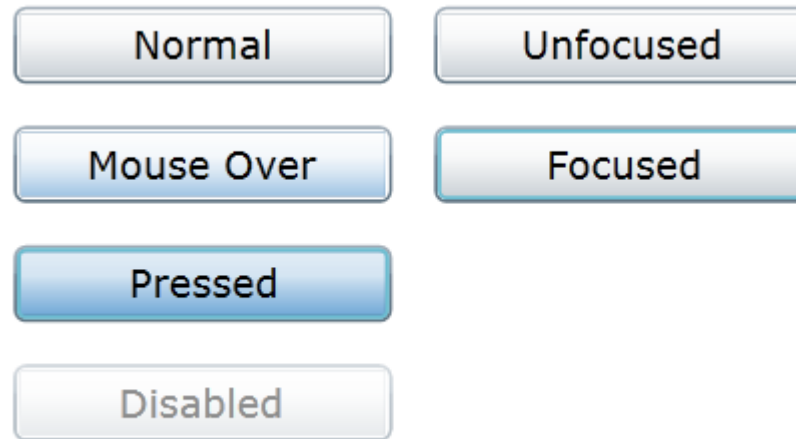 Normal
Unfocused
Mouse Over
Focused
Pressed
Disabled